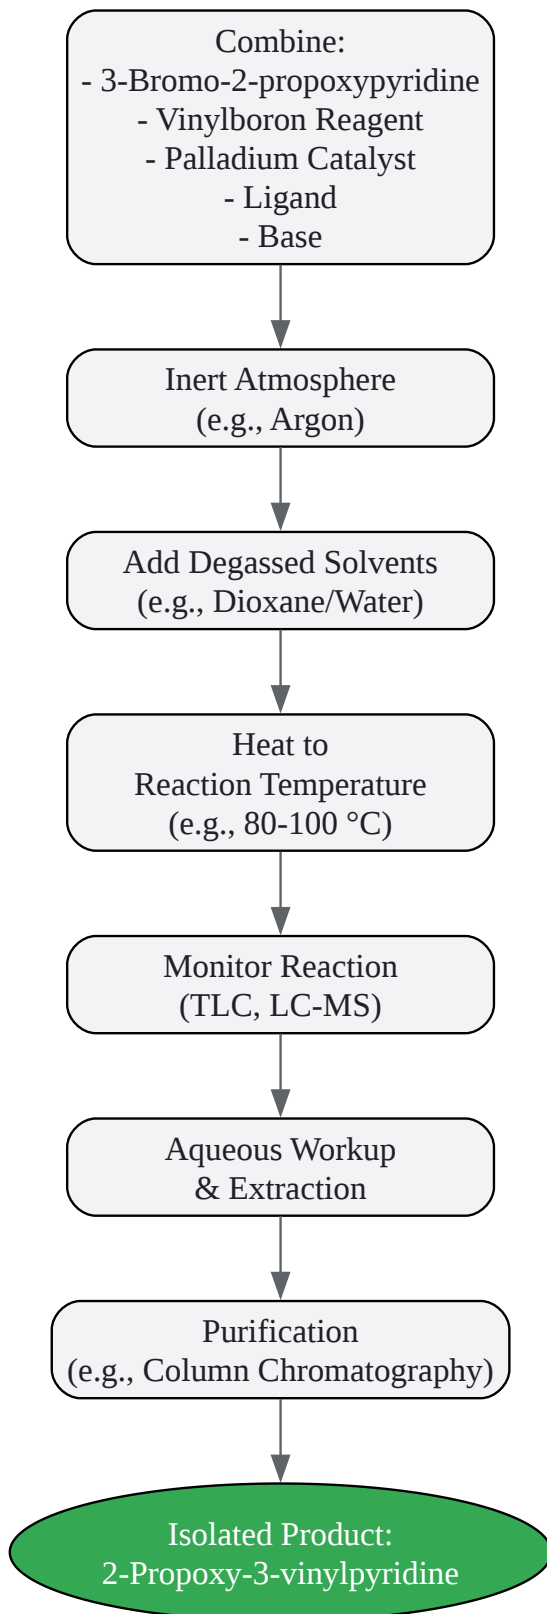 Combine:
- 3-Bromo-2-propoxypyridine
- Vinylboron Reagent
- Palladium Catalyst
- Ligand
- Base
Inert Atmosphere
(e.g., Argon)
Add Degassed Solvents
(e.g., Dioxane/Water)
Heat to
Reaction Temperature
(e.g., 80-100 °C)
Monitor Reaction
(TLC, LC-MS)
Aqueous Workup
& Extraction
Purification
(e.g., Column Chromatography)
Isolated Product:
2-Propoxy-3-vinylpyridine